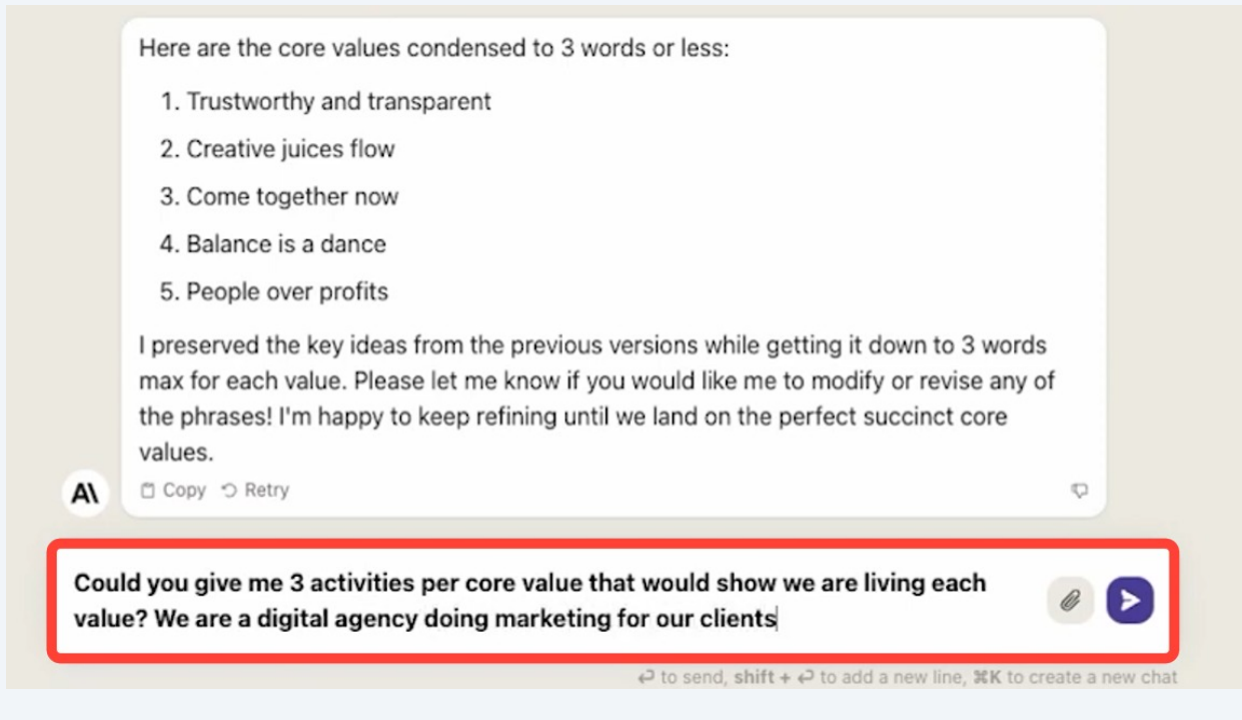 Here are the core values condensed to 3 words or less:
1. Trustworthy and transparent
2. Creative juices flow
3. Come together now
4. Balance is a dance
5. People over profits
I preserved the key ideas from the previous versions while getting it down to 3 words
max for each value. Please let me know if you would like me to modify or revise any of
the phrases! I'm happy to keep refining until we land on the perfect succinct core
values.
A\
Copy Retry
Could you give me 3 activities per core value that would show we are living each
value? We are a digital agency doing marketing for our clients
⏎ to send, shift + ⏎ to add a new line, ⌘K to create a new chat